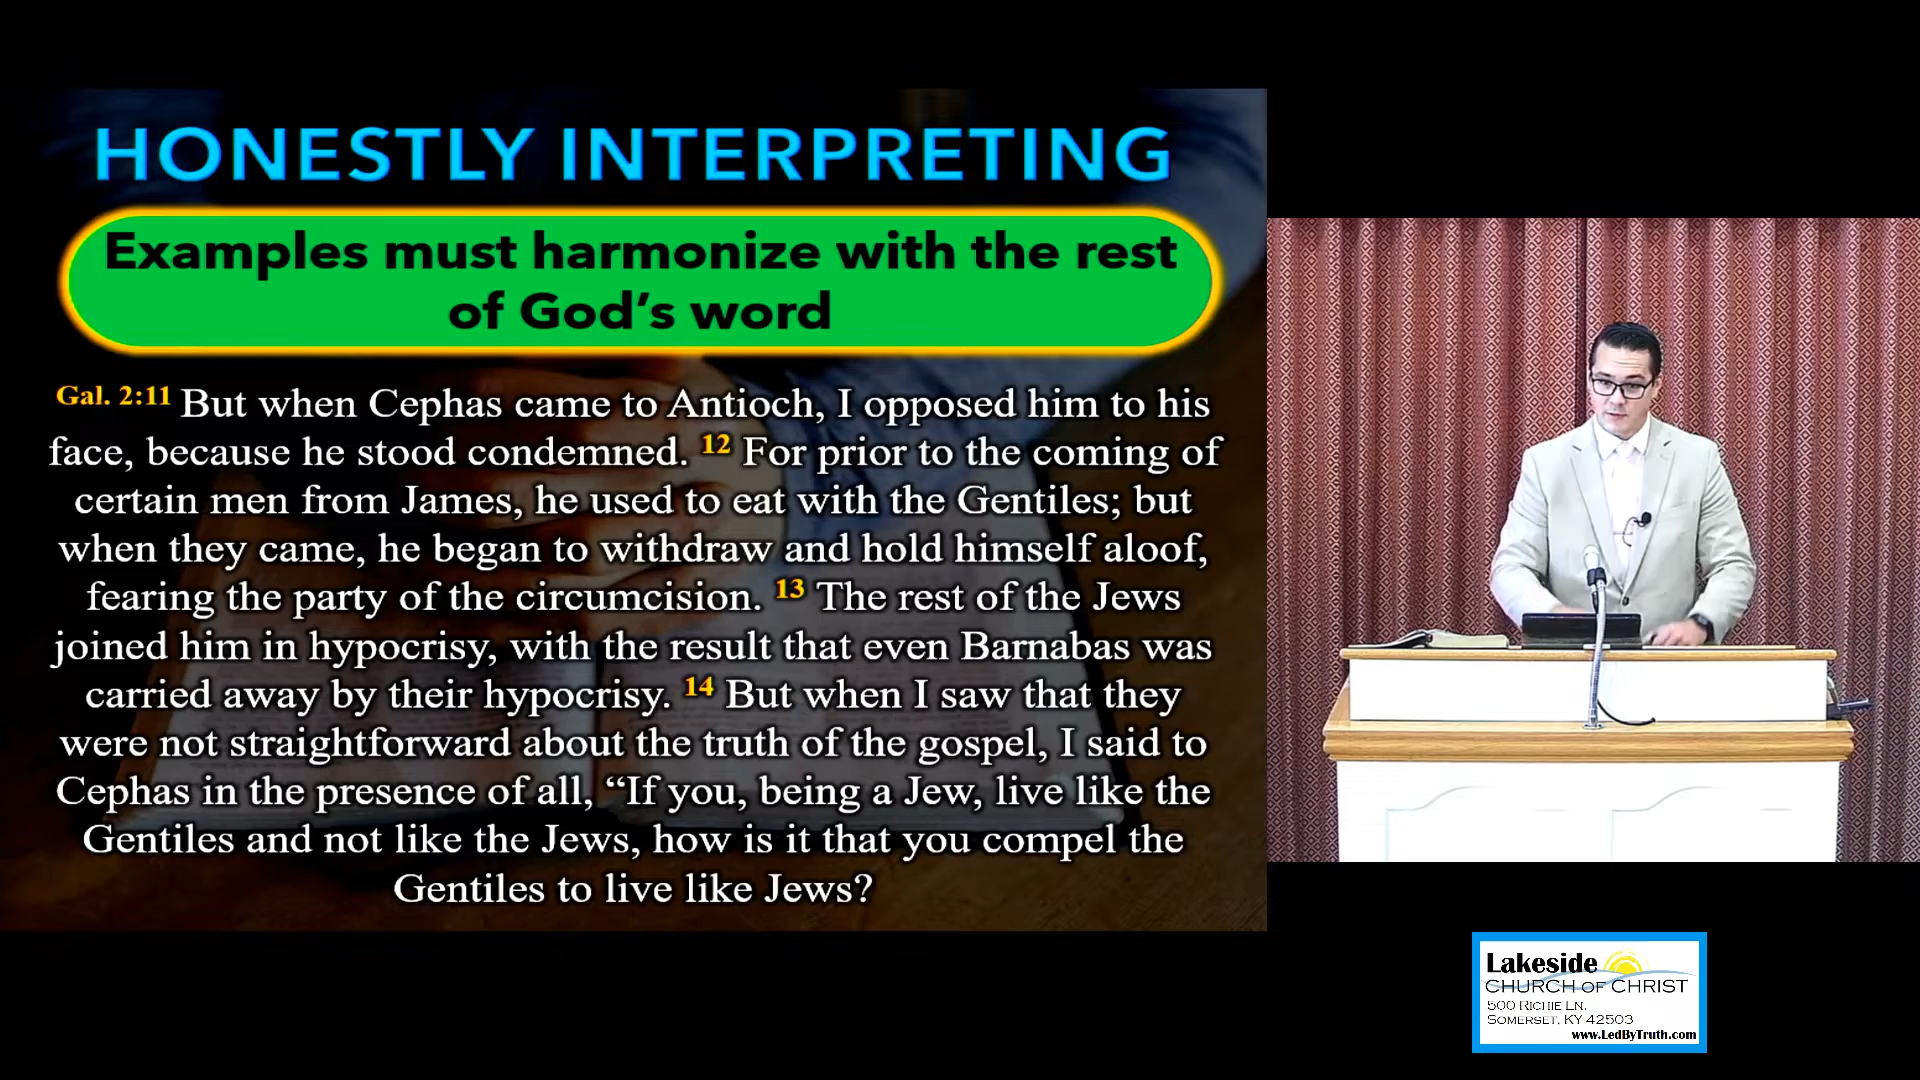 HONESTLY INTERPRETING
Examples must harmonize with the rest
of God's word
Gal. 2:11 But when Cephas came to Antioch, I opposed him to his
face, because he stood condemned. 12 For prior to the coming of
certain men from James, he used to eat with the Gentiles; but
when they came, he began to withdraw and hold himself aloof,
fearing the party of the circumcision. 13 The rest of the Jews
joined him in hypocrisy, with the result that even Barnabas was
carried away by their hypocrisy. 14 But when I saw that they
were not straightforward about the truth of the gospel, I said to
Cephas in the presence of all, “If you, being a Jew, live like the
Gentiles and not like the Jews, how is it that you compel the
Gentiles to live like Jews?
Lakeside
CHURCH OF CHRIST
500 RICHIE LN.
SOMERSET, KY 42503
www.LedByTruth.com